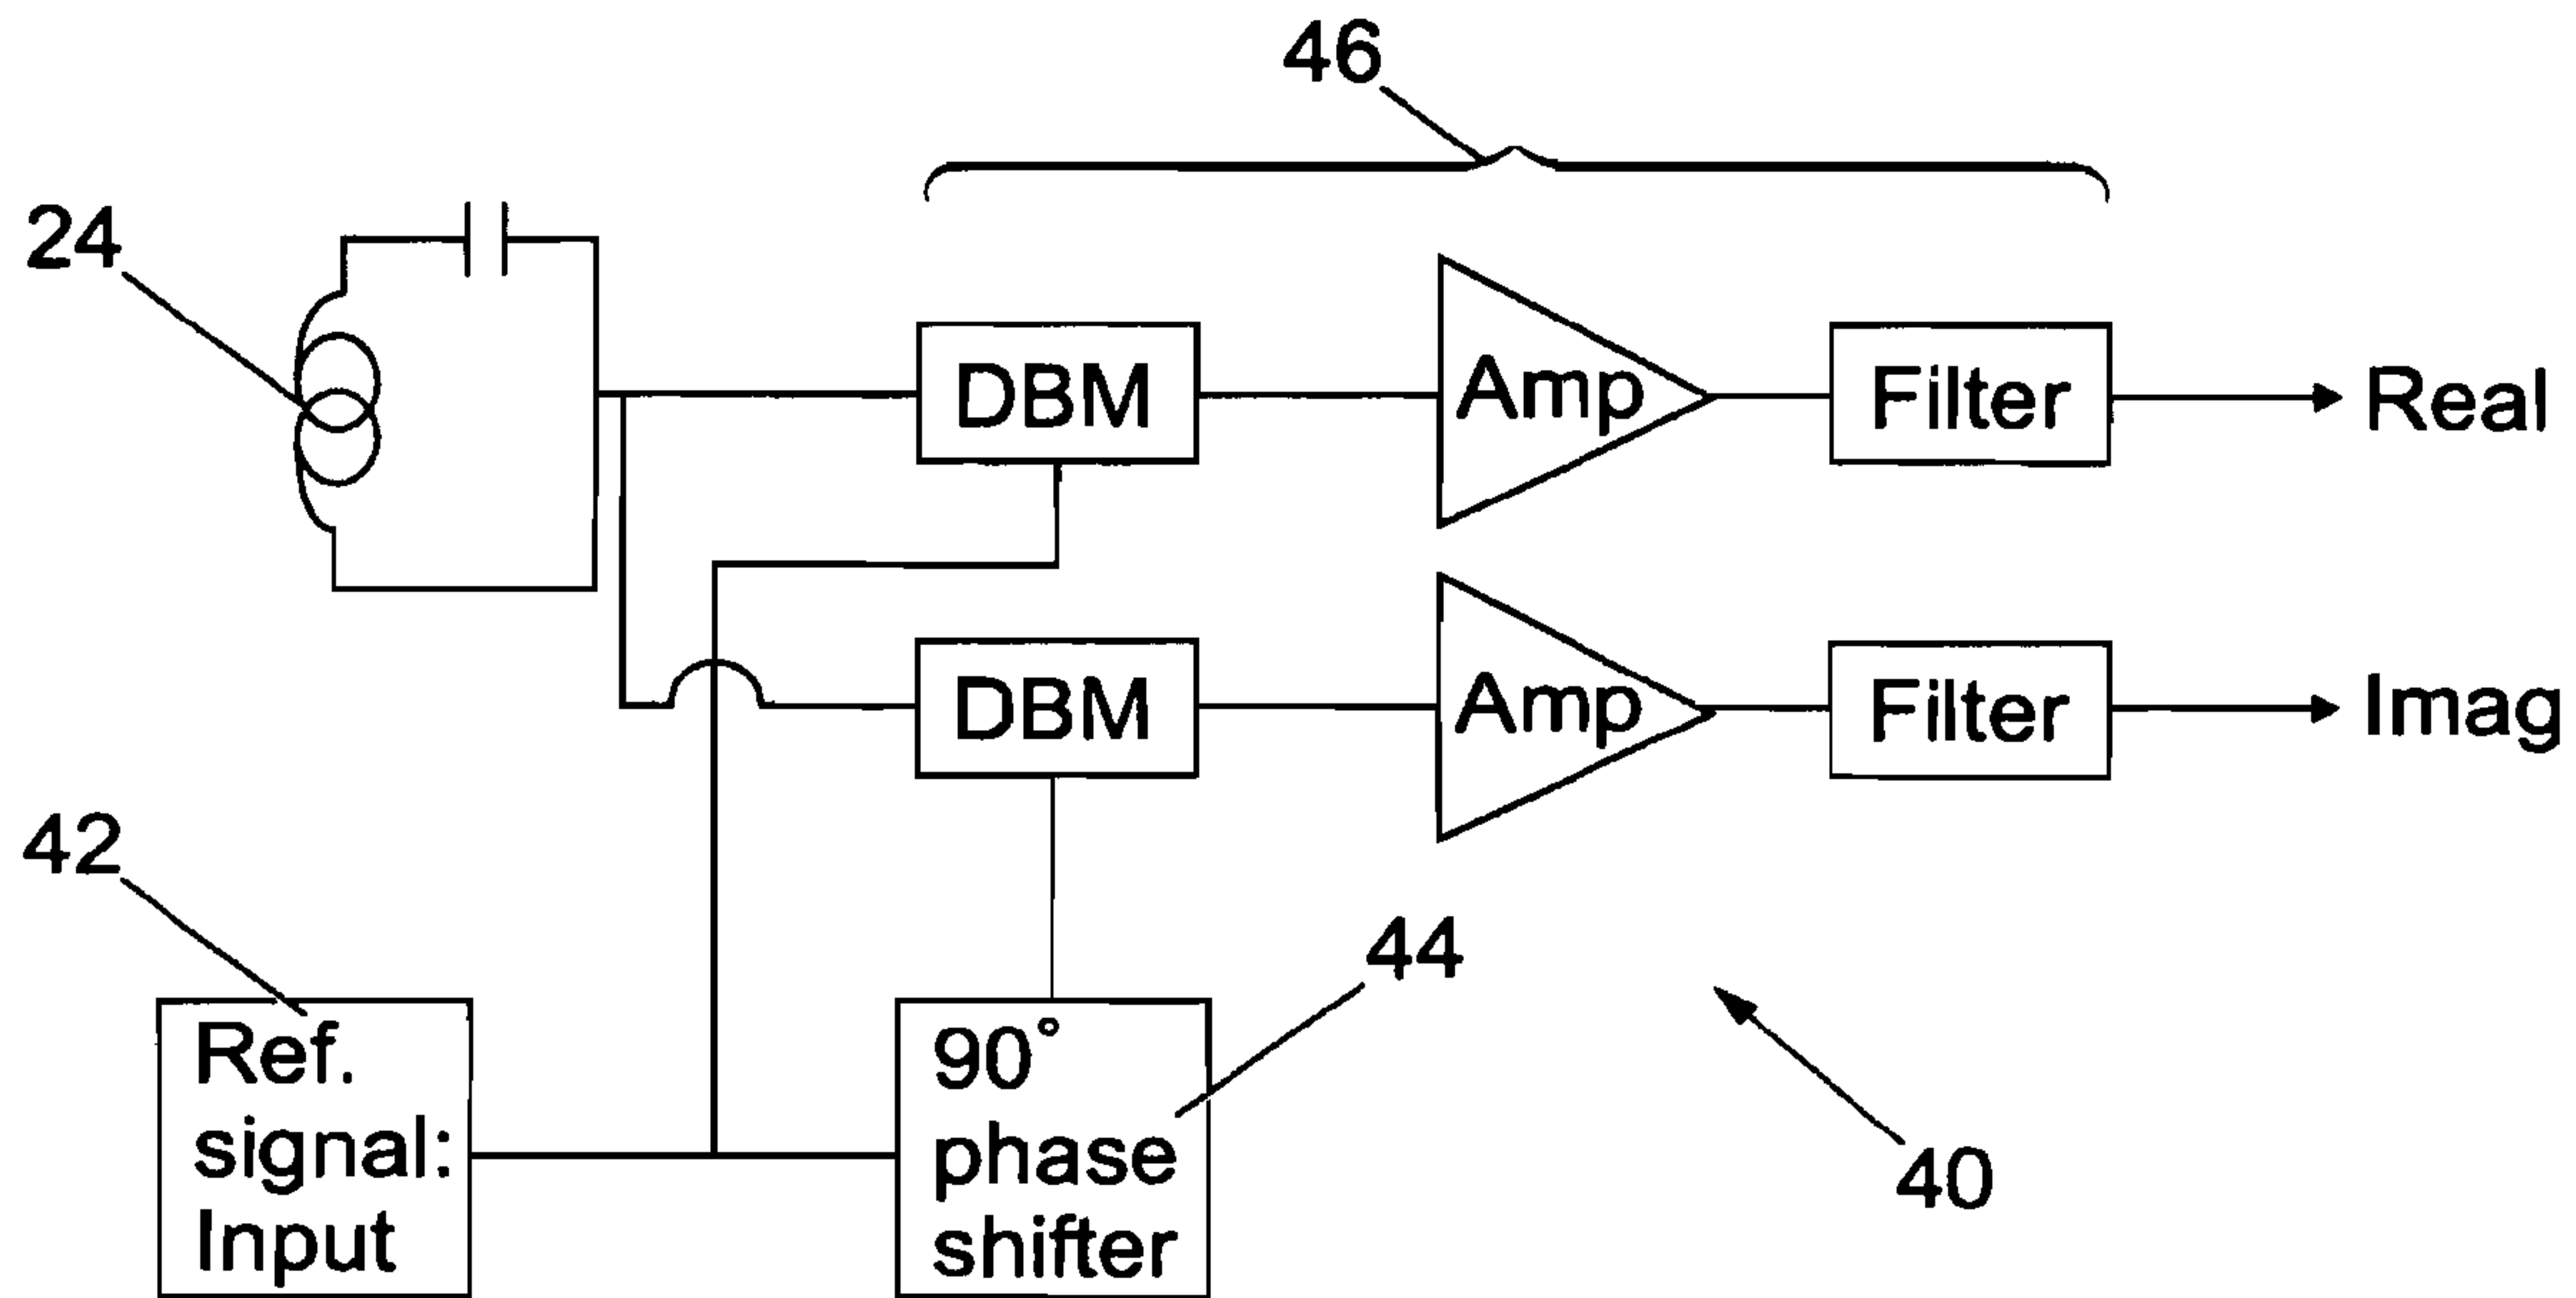 46
24
DBM
Amp
Filter
Real
DBM
Amp
Filter
Imag
42
44
Ref.
signal:
Input
90°
phase
shifter
40